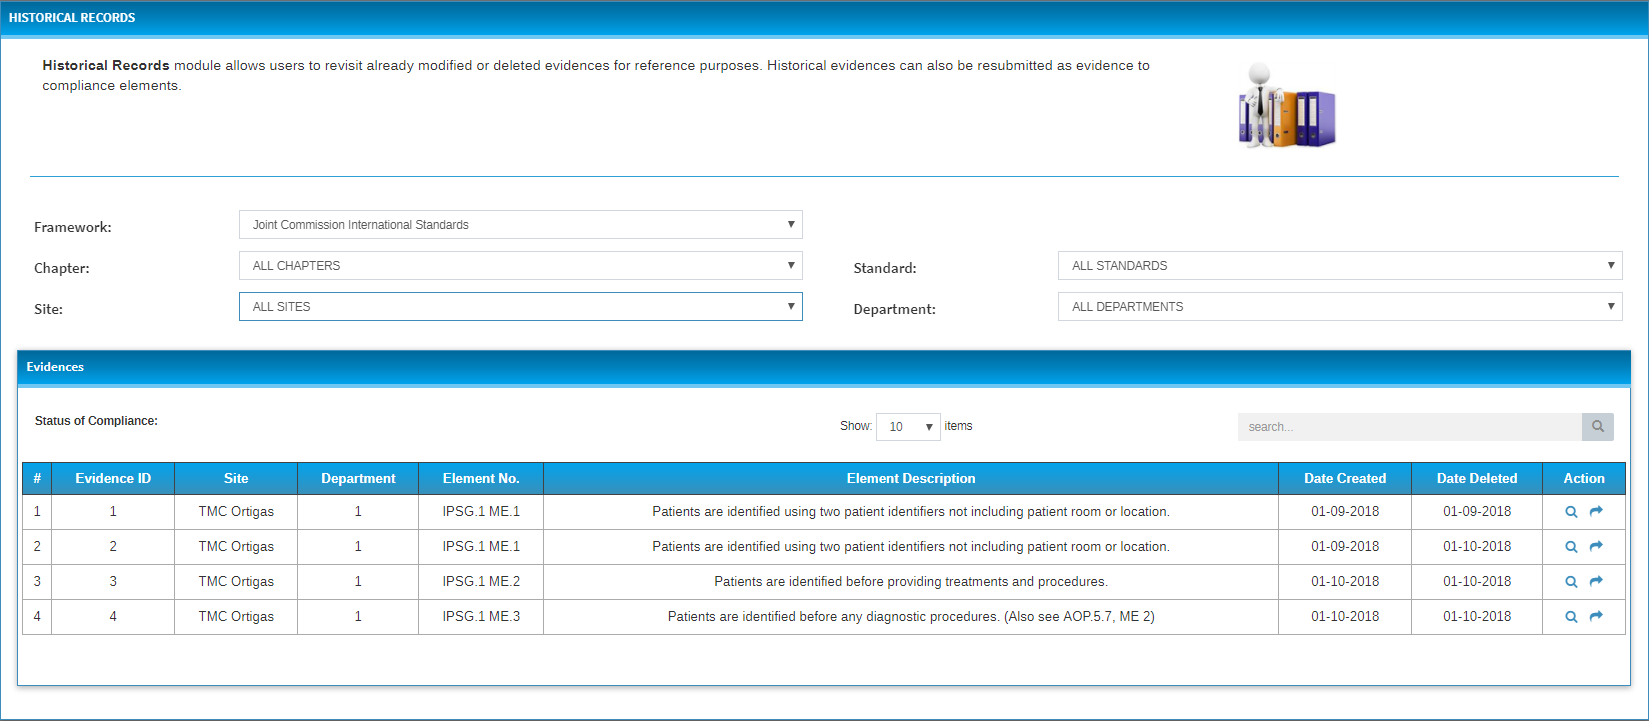 HISTORICAL RECORDS
Historical Records module allows users to revisit already modified or deleted evidences for reference purposes. Historical evidences can also be resubmitted as evidence to
compliance elements.
Framework: Joint Commission International Standards
Chapter: ALL CHAPTERS Standard: ALL STANDARDS
Site: ALL SITES Department: ALL DEPARTMENTS
Evidences
Status of Compliance: Show: 10 items search...
# Evidence ID Site Department Element No. Element Description Date Created Date Deleted Action
1 1 TMC Ortigas 1 IPSG.1 ME.1 Patients are identified using two patient identifiers not including patient room or location. 01-09-2018 01-09-2018
2 2 TMC Ortigas 1 IPSG.1 ME.1 Patients are identified using two patient identifiers not including patient room or location. 01-09-2018 01-10-2018
3 3 TMC Ortigas 1 IPSG.1 ME.2 Patients are identified before providing treatments and procedures. 01-10-2018 01-10-2018
4 4 TMC Ortigas 1 IPSG.1 ME.3 Patients are identified before any diagnostic procedures. (Also see AOP.5.7, ME 2) 01-10-2018 01-10-2018